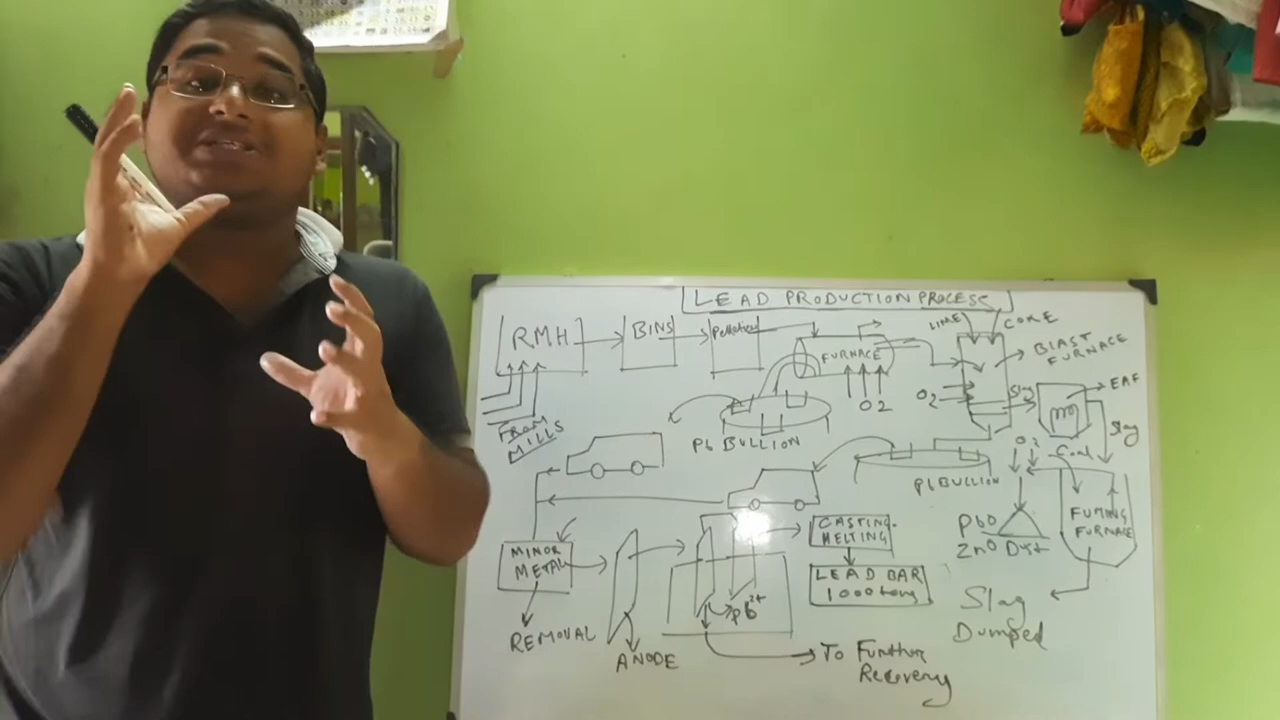 LEAD PRODUCTION PROCESS
RMH
BINS
FURNACE
LIME
COKE
BLAST
FURNACE
O2
O2
Slag
EAF
Slag
FROM
MILLS
Pb BULLION
Pb BULLION
O2
Coal
FUMING
FURNACE
PbO
ZnO Dust
MINOR
METAL
CASTING
MELTING
LEAD BAR
1000 tons
Pb2+
REMOVAL
ANODE
Slag
Dumped
To Further
Recovery